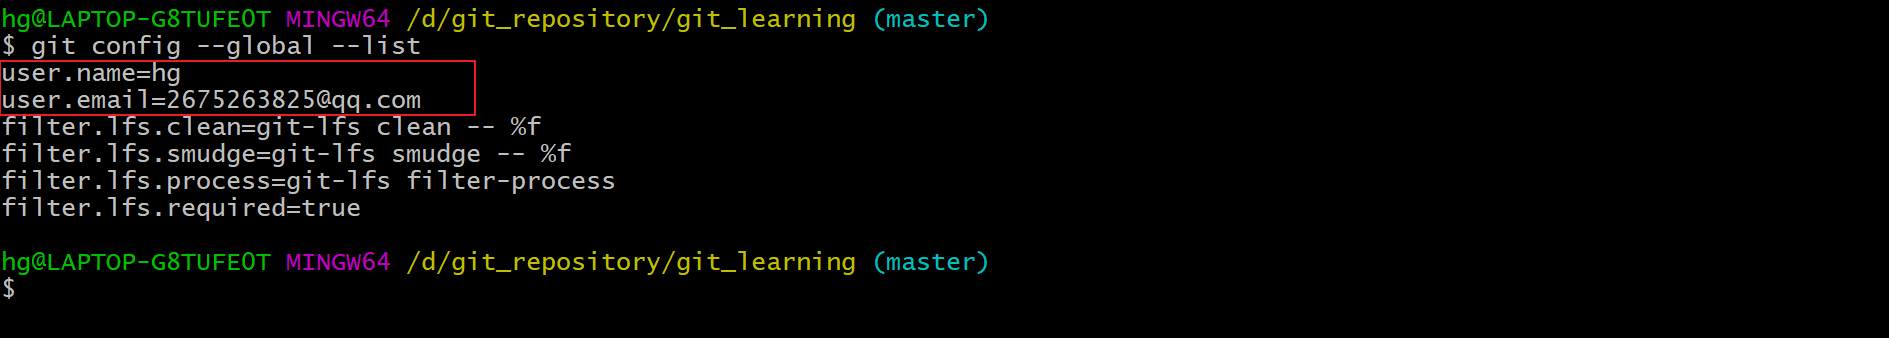 hg@LAPTOP-G8TUFE0T MINGW64 /d/git_repository/git_learning (master)
$ git config --global --list
user.name=hg
user.email=2675263825@qq.com
filter.lfs.clean=git-lfs clean -- %f
filter.lfs.smudge=git-lfs smudge -- %f
filter.lfs.process=git-lfs filter-process
filter.lfs.required=true
hg@LAPTOP-G8TUFE0T MINGW64 /d/git_repository/git_learning (master)
$